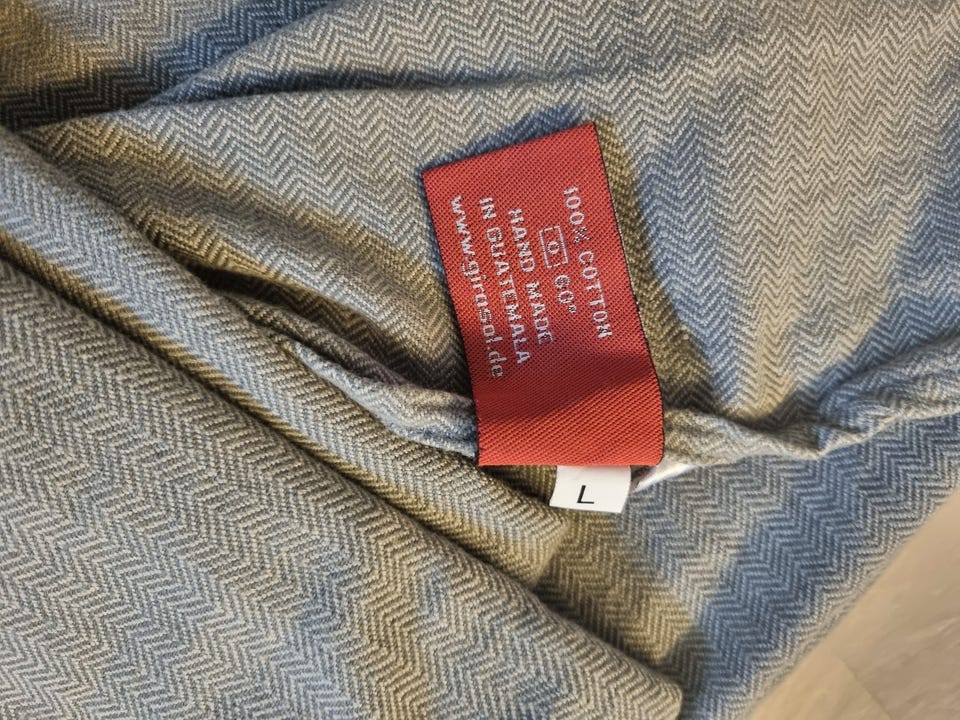 100% COTTON
60°
HAND MADE
IN GUATEMALA
www.girasol.de
L